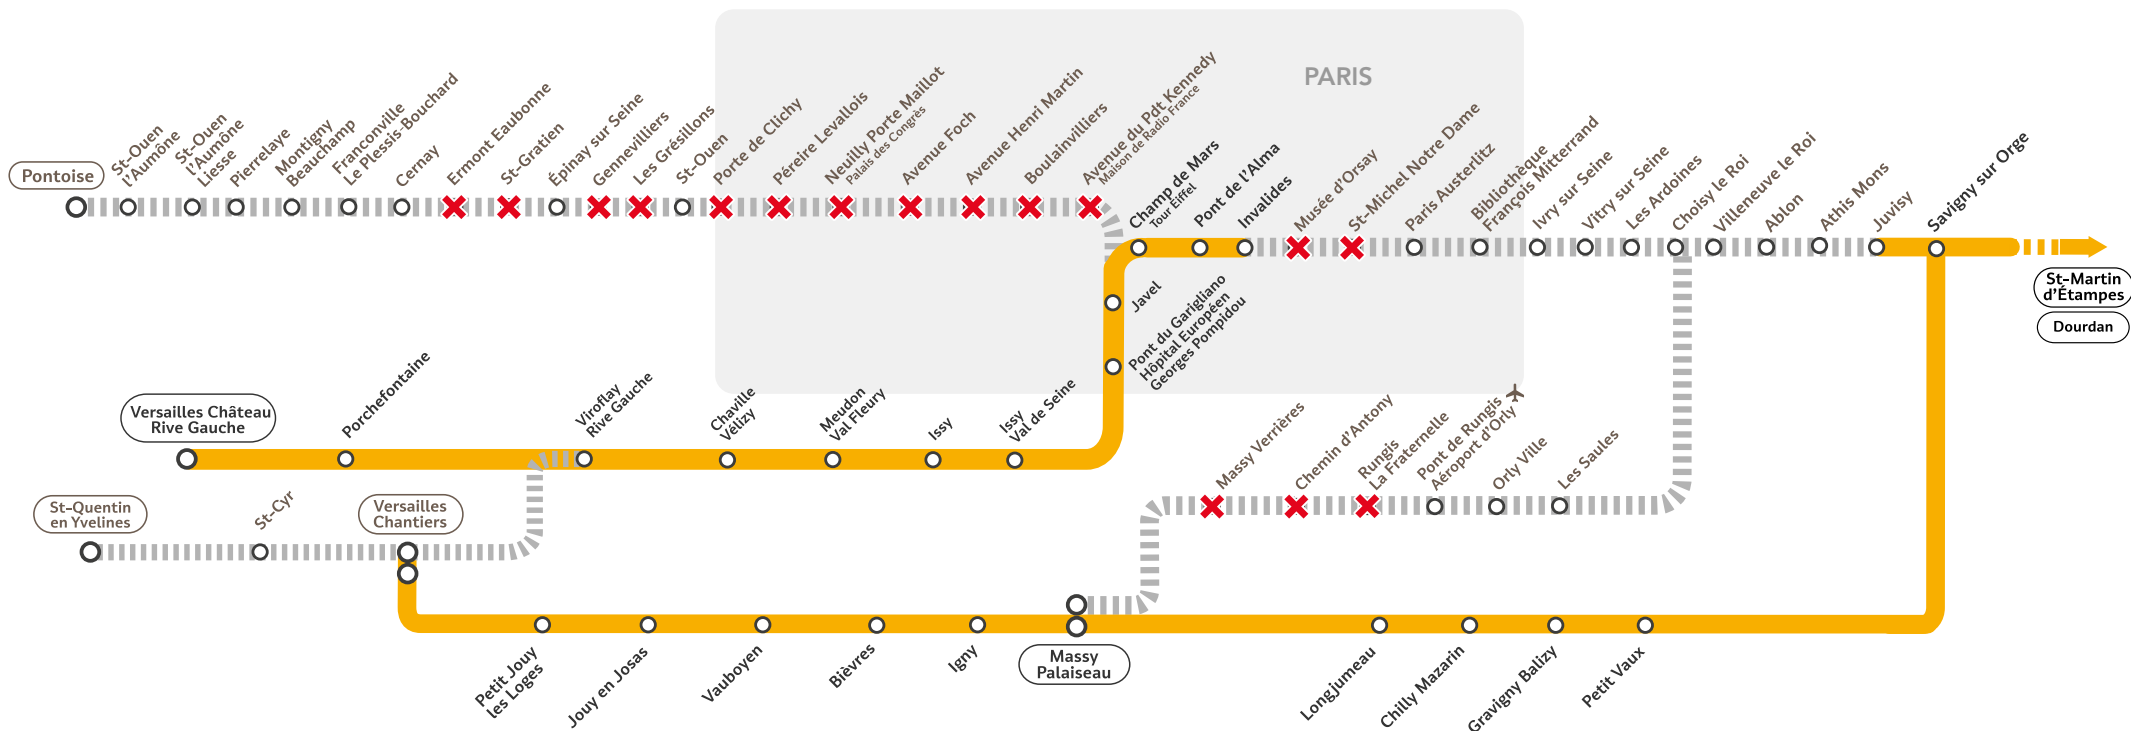 PARIS
Pontoise
St-Ouen
l'Aumône
St-Ouen
l'Aumône
Liesse
Pierrelaye
Montigny
Beauchamp
Franconville
Le Plessis-Bouchard
Cernay
Ermont Eaubonne
St-Gratien
Épinay sur Seine
Gennevilliers
Les Grésillons
St-Ouen
Porte de Clichy
Péreire Levallois
Neuilly Porte Maillot
Palais des Congrès
Avenue Foch
Avenue Henri Martin
Boulainvilliers
Avenue du Pdt Kennedy
Maison de Radio France
Champ de Mars
Tour Eiffel
Pont de l'Alma
Invalides
Musée d'Orsay
St-Michel Notre Dame
Paris Austerlitz
Bibliothèque
François Mitterrand
Ivry sur Seine
Vitry sur Seine
Les Ardoines
Choisy le Roi
Villeneuve le Roi
Ablon
Athis Mons
Juvisy
Savigny sur Orge
St-Martin
d'Étampes
Dourdan
Javel
Pont du Garigliano
Hôpital Européen
Georges Pompidou
Versailles Château
Rive Gauche
Porchefontaine
Viroflay
Rive Gauche
Chaville
Vélizy
Meudon
Val Fleury
Issy
Issy
Val de Seine
Massy Verrières
Chemin d'Antony
Rungis
La Fraternelle
Pont de Rungis
Aéroport d'Orly
Orly Ville
Les Saules
St-Quentin
en Yvelines
St-Cyr
Versailles
Chantiers
Petit Jouy
les Loges
Jouy en Josas
Vauboyen
Bièvres
Igny
Massy
Palaiseau
Longjumeau
Chilly Mazarin
Gravigny Balizy
Petit Vaux